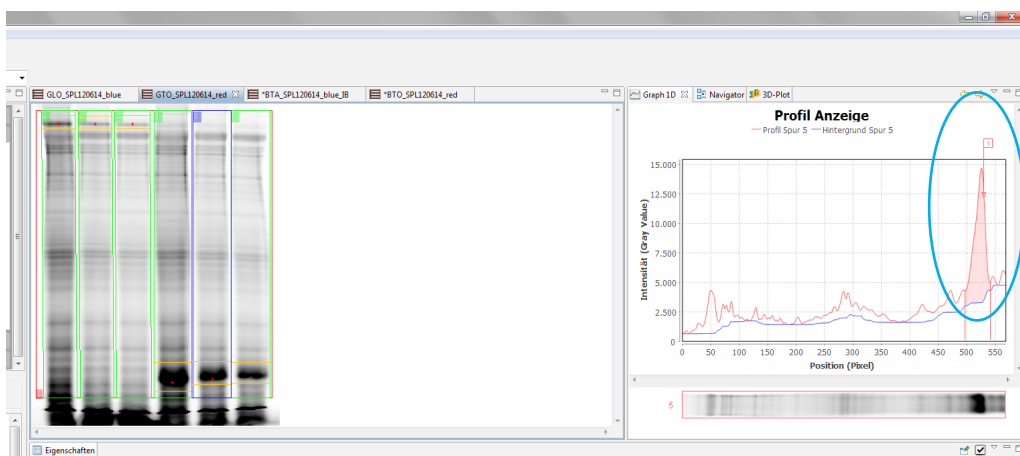 GLO_SPL120614_blue GTO_SPL120614_red *BTA_SPL120614_blue_IB *BTO_SPL120614_red
Graph 1D Navigator 3D-Plot
Profil Anzeige
Profil Spur 5 Hintergrund Spur 5
1
15.000
12.500
10.000
7.500
5.000
2.500
0
Intensität (Gray Value)
0 50 100 150 200 250 300 350 400 450 500 550
Position (Pixel)
5
Eigenschaften